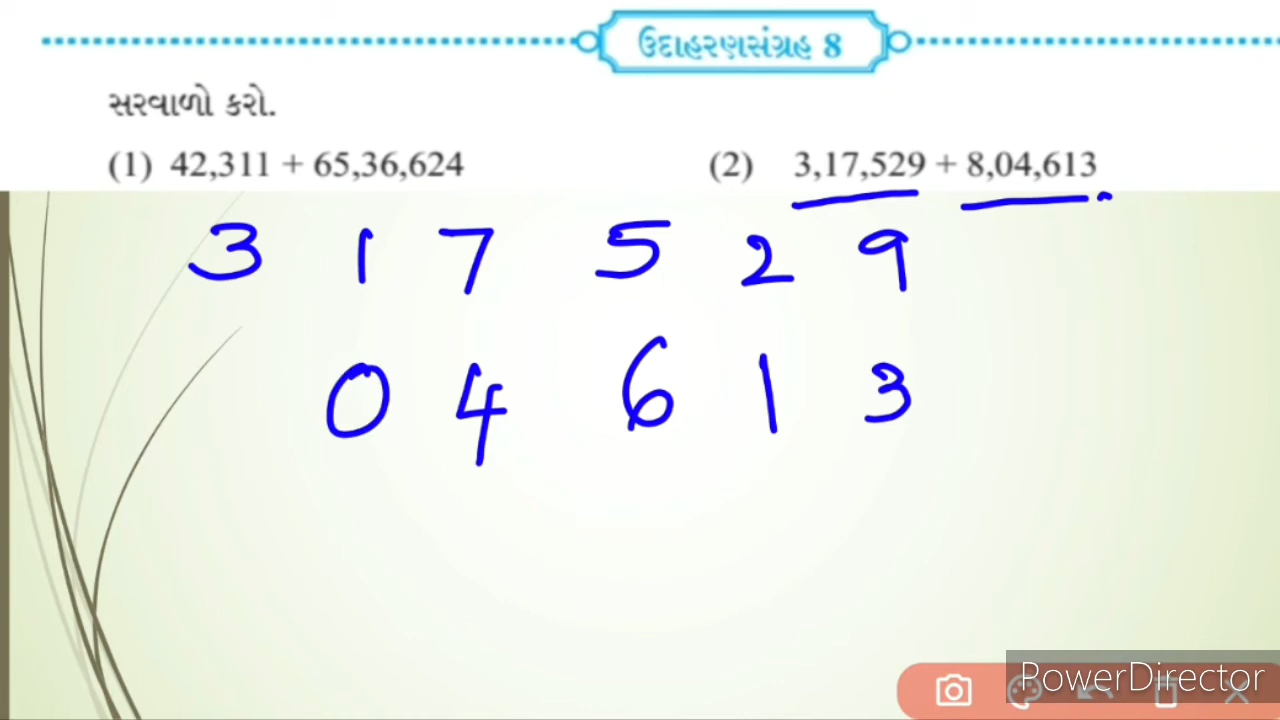 ઉદાહરણસંગ્રહ 8
સરવાળો કરો.
(1) 42,311 + 65,36,624 (2) 3,17,529 + 8,04,613
3 1 7 5 2 9
0 4 6 1 3
PowerDirector